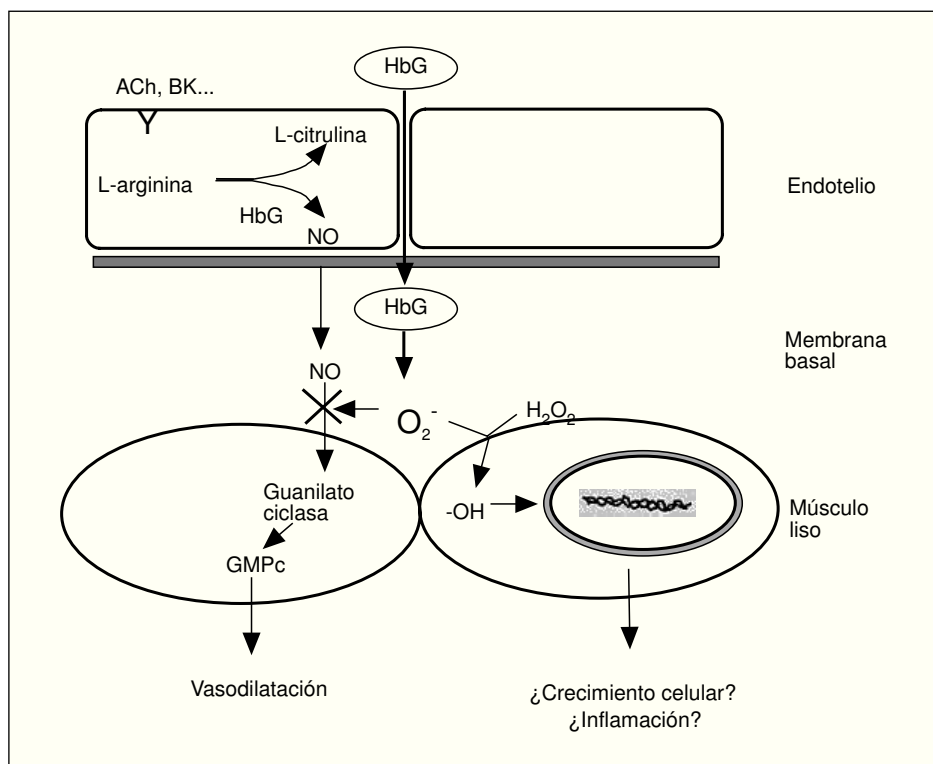 HbG
ACh, BK...
L-citrulina
L-arginina
HbG
NO
Endotelio
HbG
Membrana
basal
NO
O₂⁻
H₂O₂
Guanilato
ciclasa
-OH
Músculo
liso
GMPc
Vasodilatación
¿Crecimiento celular?
¿Inflamación?